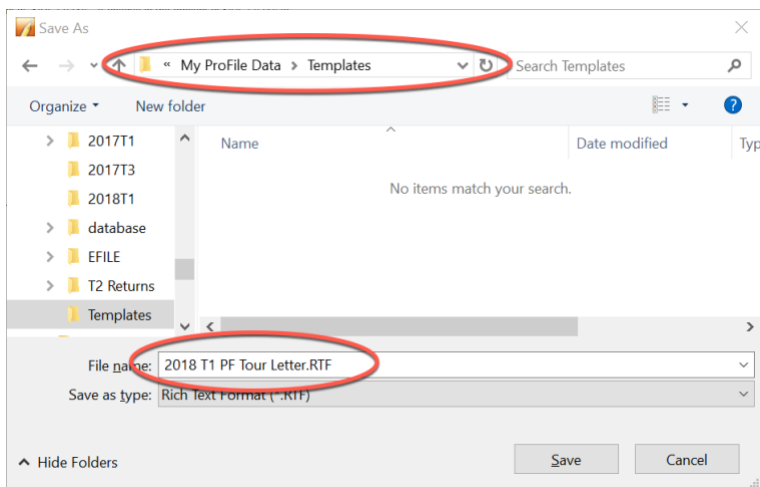 Save As
« My ProFile Data > Templates
Search Templates
Organize
New folder
2017T1
2017T3
2018T1
database
EFILE
T2 Returns
Templates
Name
Date modified
Typ
No items match your search.
File name: 2018 T1 PF Tour Letter.RTF
Save as type: Rich Text Format (*.RTF)
Hide Folders
Save
Cancel